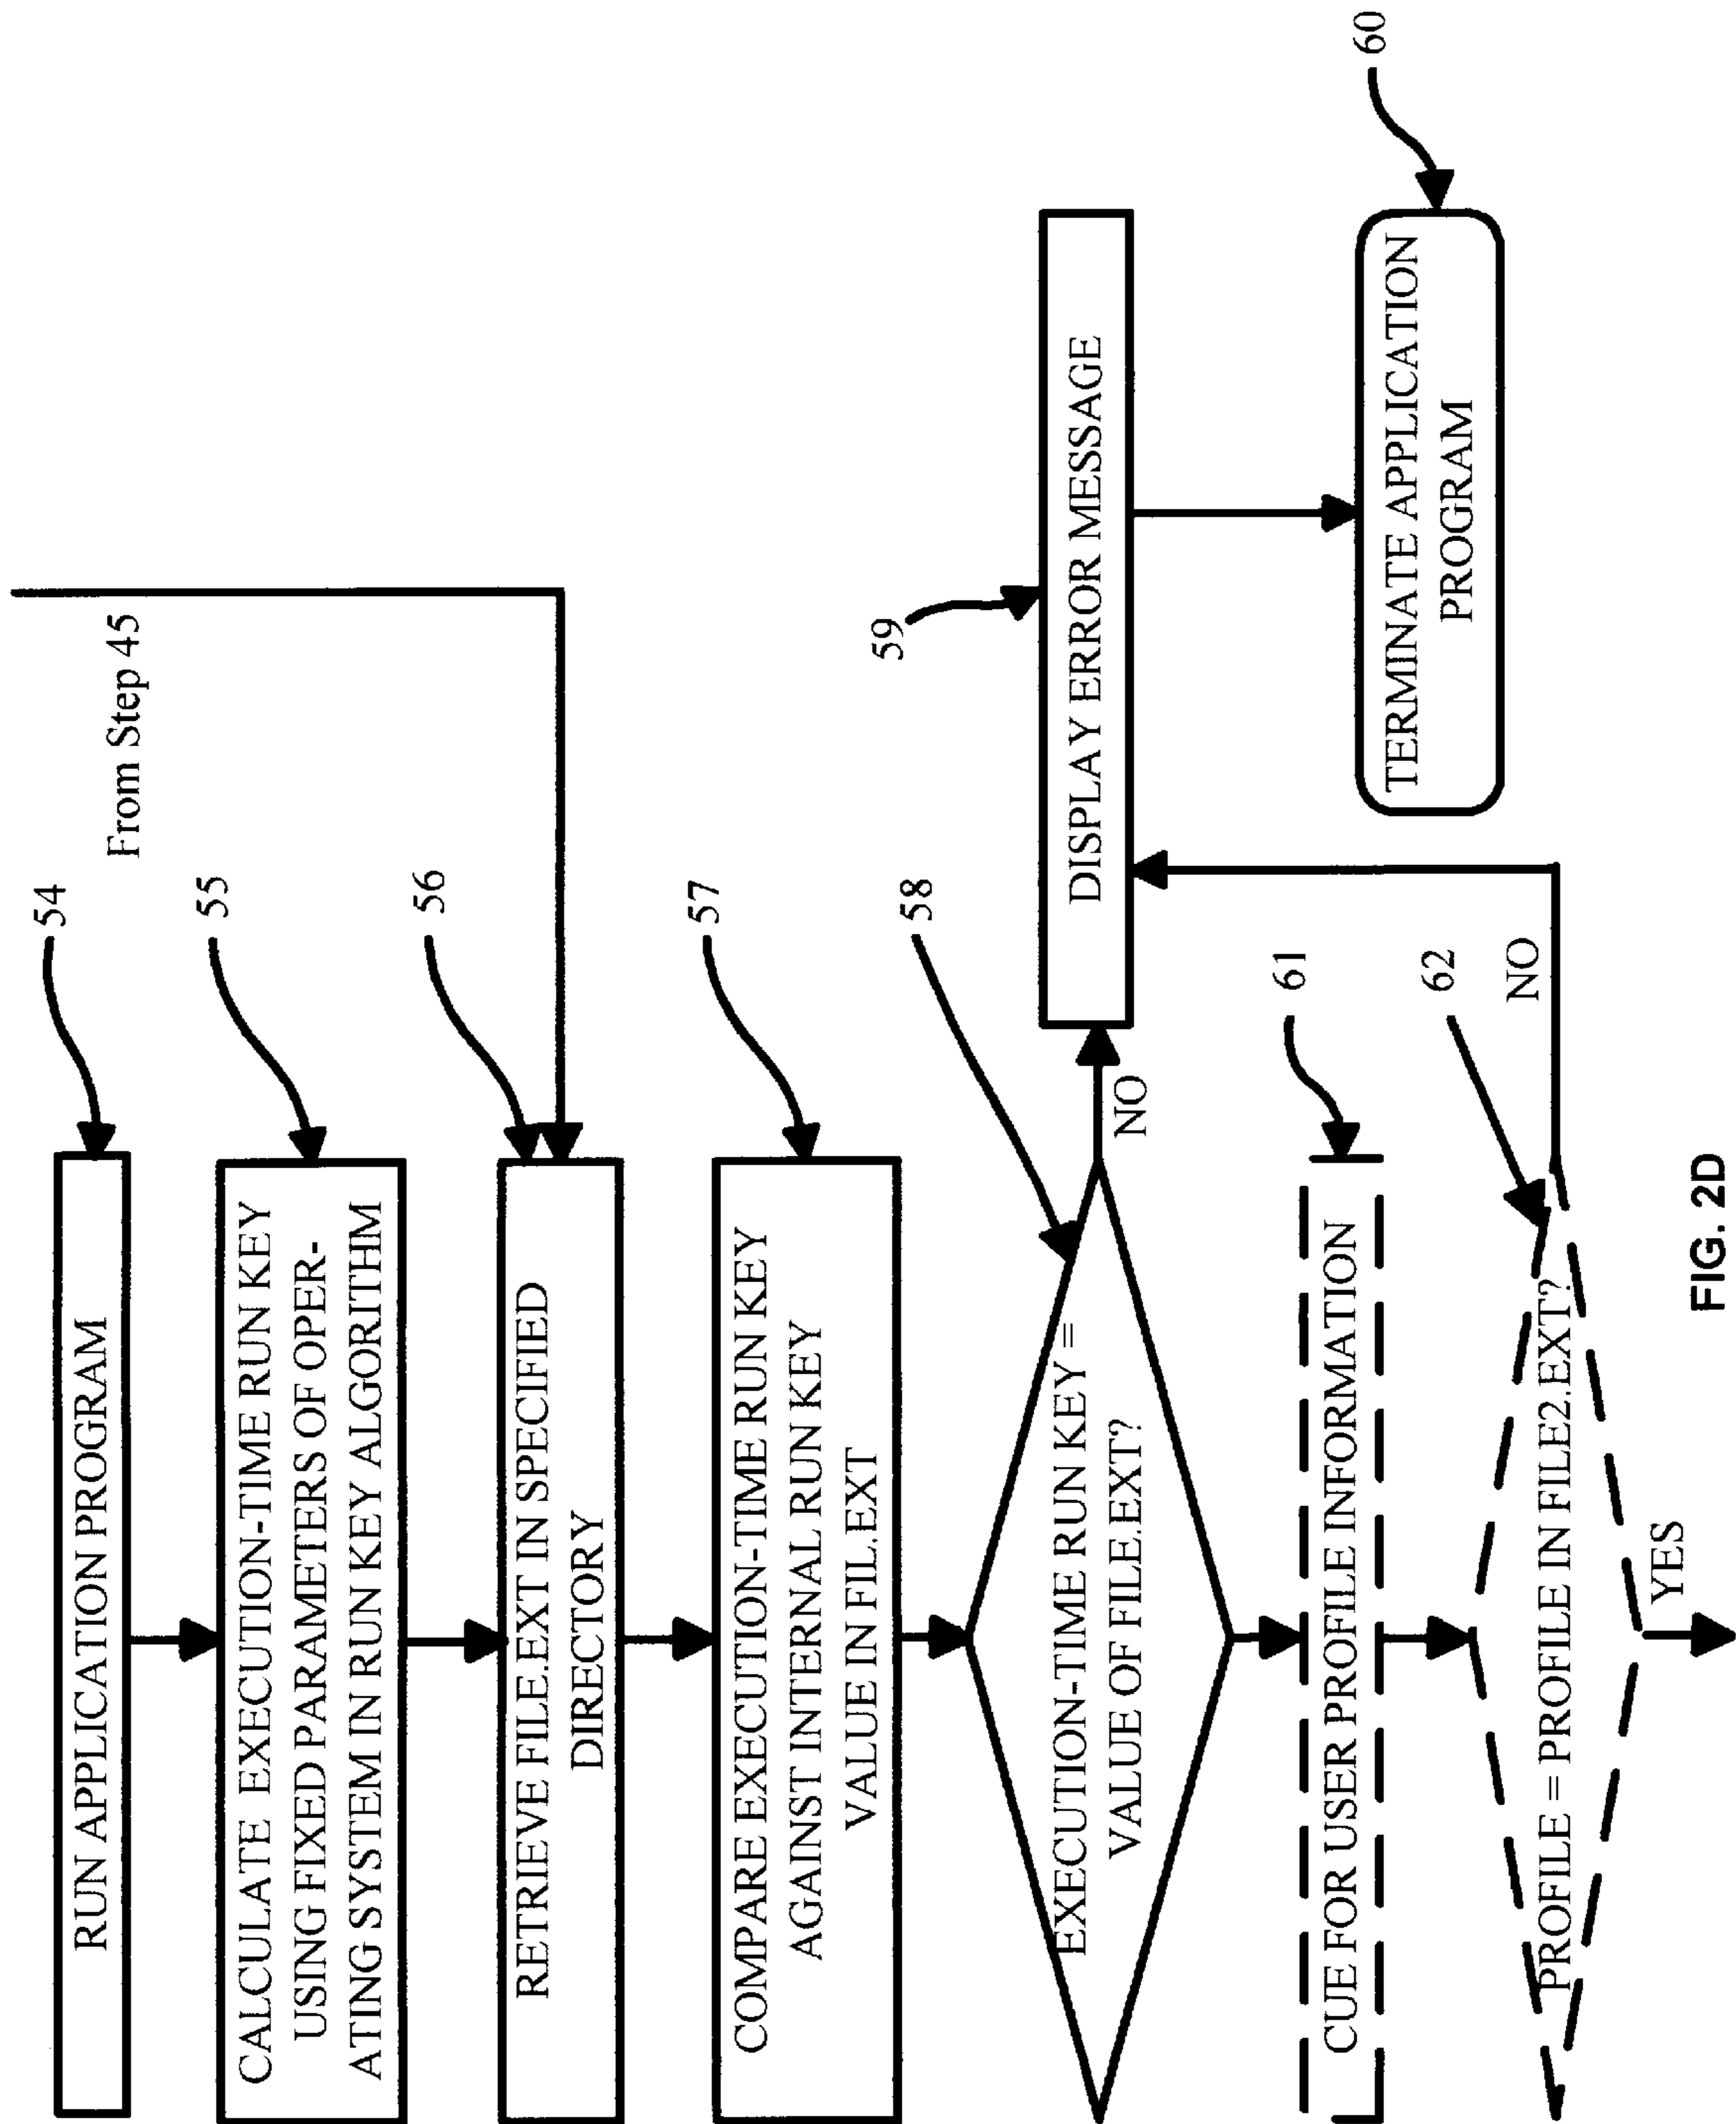 From Step 45
54
RUN APPLICATION PROGRAM
55
CALCULATE EXECUTION-TIME RUN KEY
USING FIXED PARAMETERS OF OPER-
ATING SYSTEM IN RUN KEY ALGORITHM
56
RETRIEVE FILE.EXT IN SPECIFIED
DIRECTORY
57
COMPARE EXECUTION-TIME RUN KEY
AGAINST INTERNAL RUN KEY
VALUE IN FIL.EXT
58
EXECUTION-TIME RUN KEY =
VALUE OF FILE.EXT?
NO
59
DISPLAY ERROR MESSAGE
60
TERMINATE APPLICATION
PROGRAM
61
CUE FOR USER PROFILE INFORMATION
62
PROFILE = PROFILE IN FILE2.EXT?
NO
YES
FIG. 2D